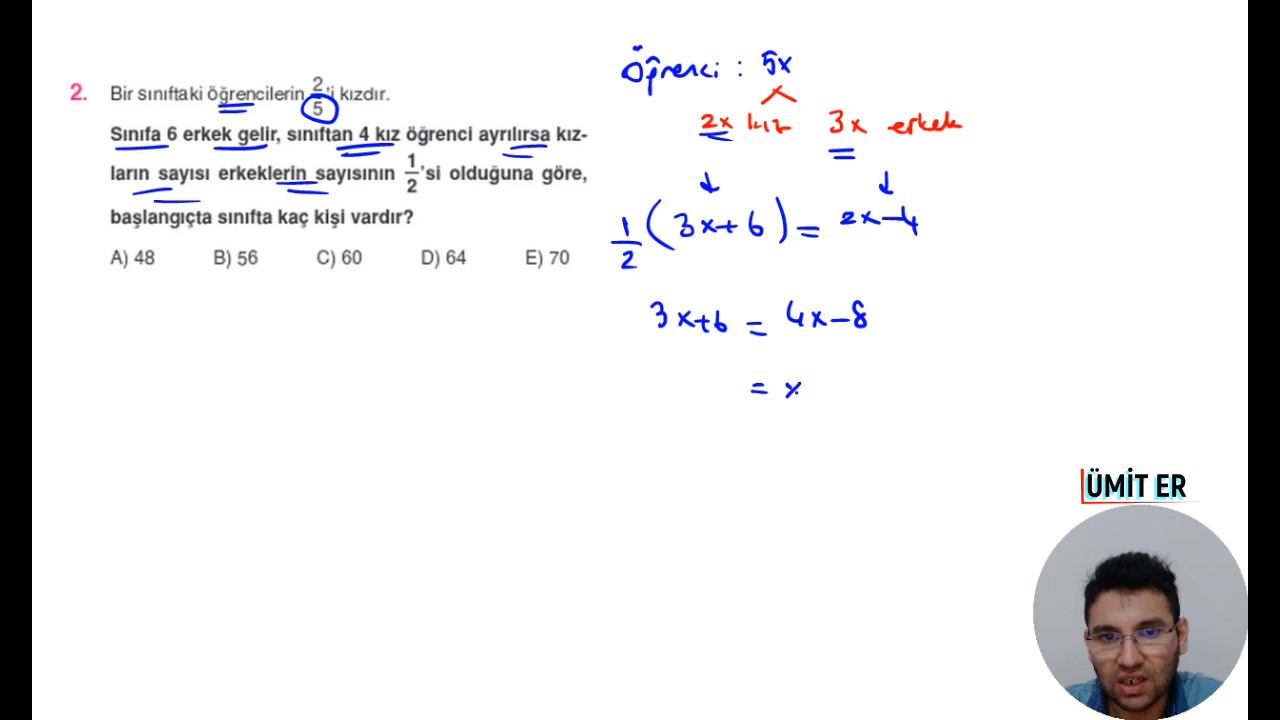 2. Bir sınıftaki öğrencilerin 2/5'i kızdır.
Sınıfa 6 erkek gelir, sınıftan 4 kız öğrenci ayrılırsa kız-
ların sayısı erkeklerin sayısının 1/2'si olduğuna göre,
başlangıçta sınıfta kaç kişi vardır?
A) 48 B) 56 C) 60 D) 64 E) 70
Öğrenci : 5x
2x kız 3x erkek
1/2 (3x+6) = 2x-4
3x+6 = 4x-8
= x
ÜMİT ER